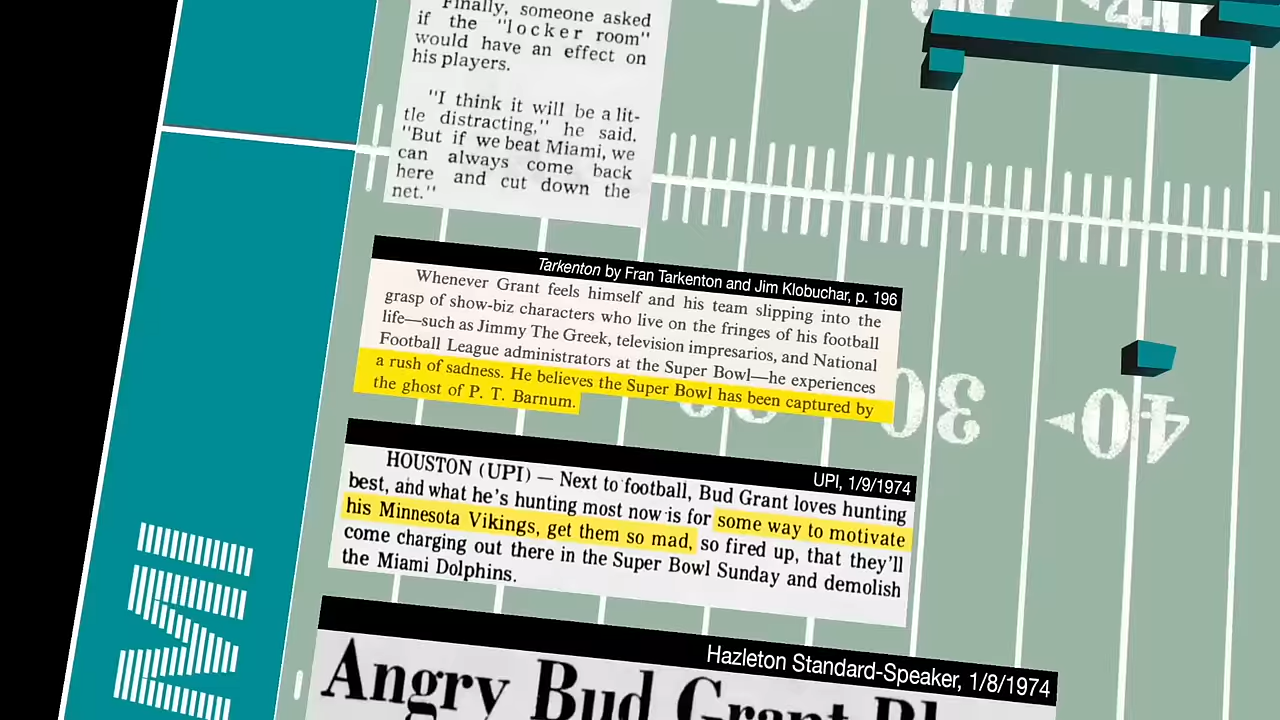 Finally, someone asked
if the "locker room"
would have an effect on
his players.
"I think it will be a lit-
tle distracting," he said.
"But if we beat Miami, we
can always come back
here and cut down the
net."
Tarkenton by Fran Tarkenton and Jim Klobuchar, p. 196
Whenever Grant feels himself and his team slipping into the
grasp of show-biz characters who live on the fringes of his football
life—such as Jimmy The Greek, television impresarios, and National
Football League administrators at the Super Bowl—he experiences
a rush of sadness. He believes the Super Bowl has been captured by
the ghost of P. T. Barnum.
30
40
UPI, 1/9/1974
HOUSTON (UPI) — Next to football, Bud Grant loves hunting
best, and what he's hunting most now is for some way to motivate
his Minnesota Vikings, get them so mad, so fired up, that they'll
come charging out there in the Super Bowl Sunday and demolish
the Miami Dolphins.
MI
Hazleton Standard-Speaker, 1/8/1974
Angry Bud Grant